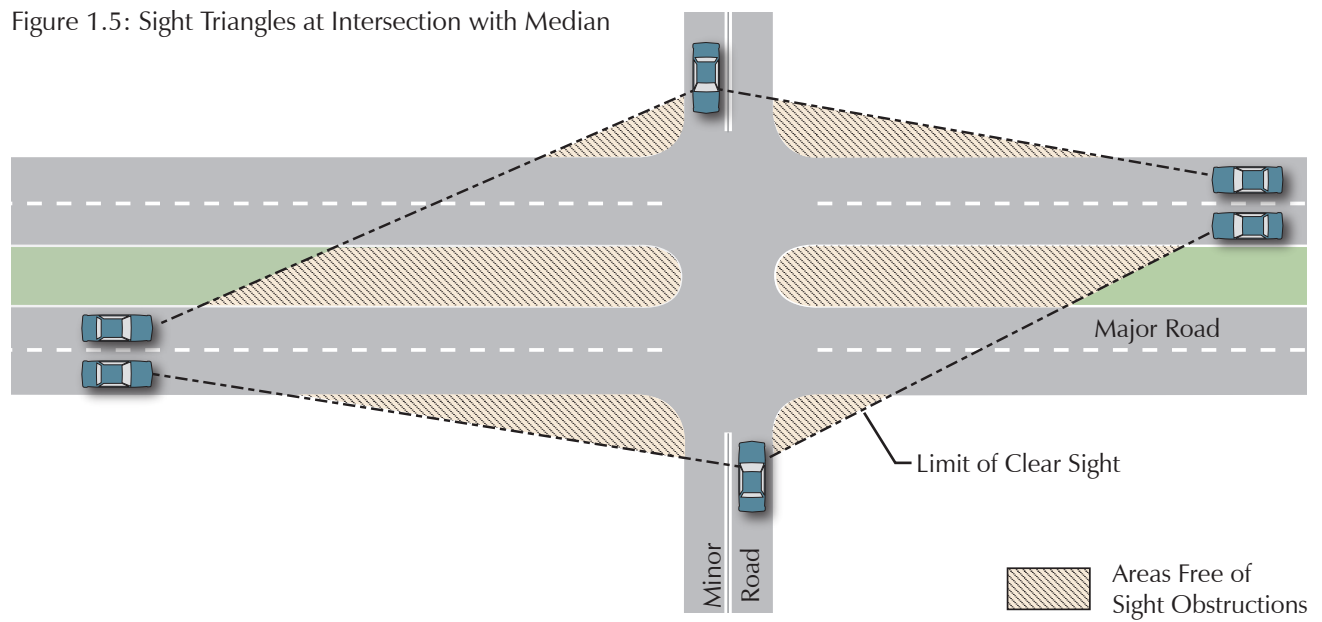 Figure 1.5: Sight Triangles at Intersection with Median
Major Road
Limit of Clear Sight
Minor
Road
Areas Free of
Sight Obstructions